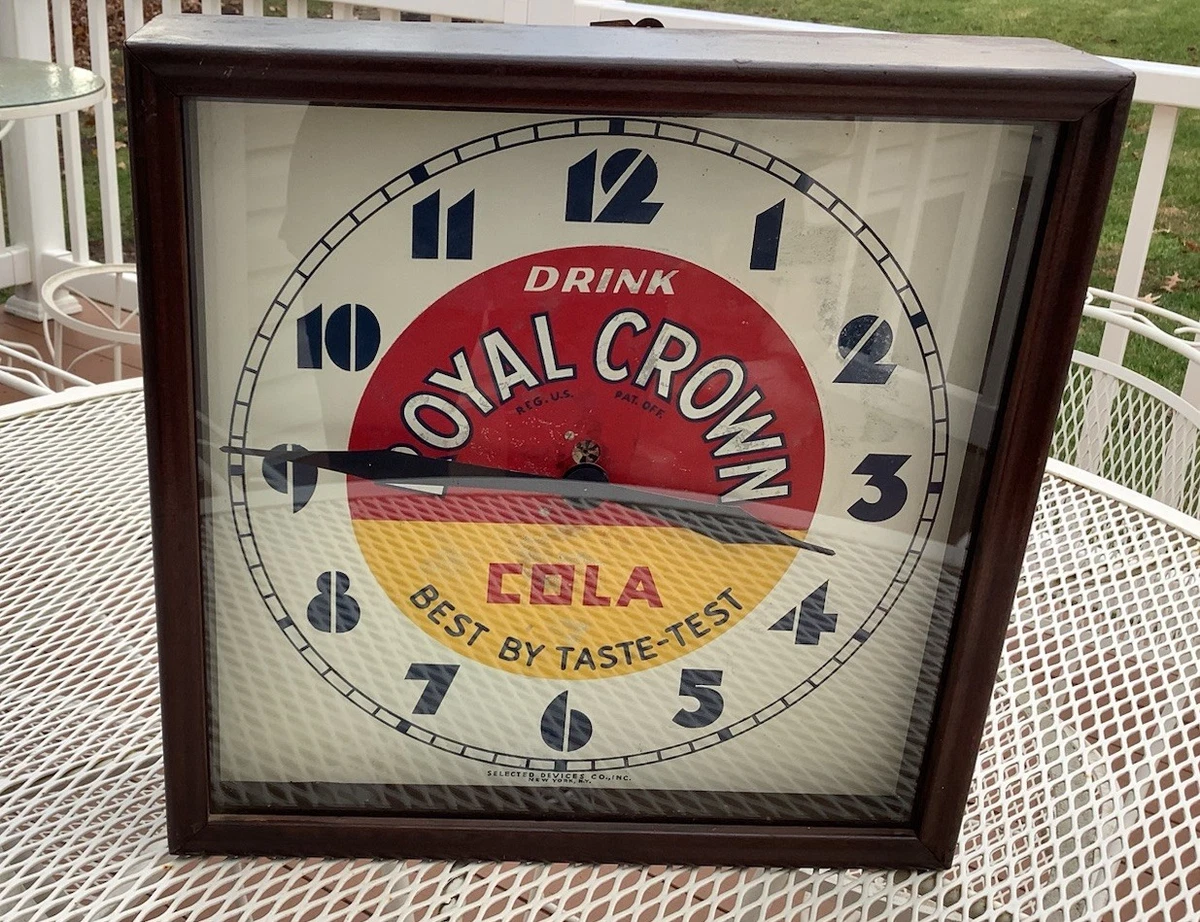 12
11
1
10
2
9
3
8
4
7
5
6
DRINK
ROYAL CROWN
REG. U.S. PAT. OFF.
COLA
BEST BY TASTE-TEST
SELECTED DEVICES CO., INC.
NEW YORK, N.Y.